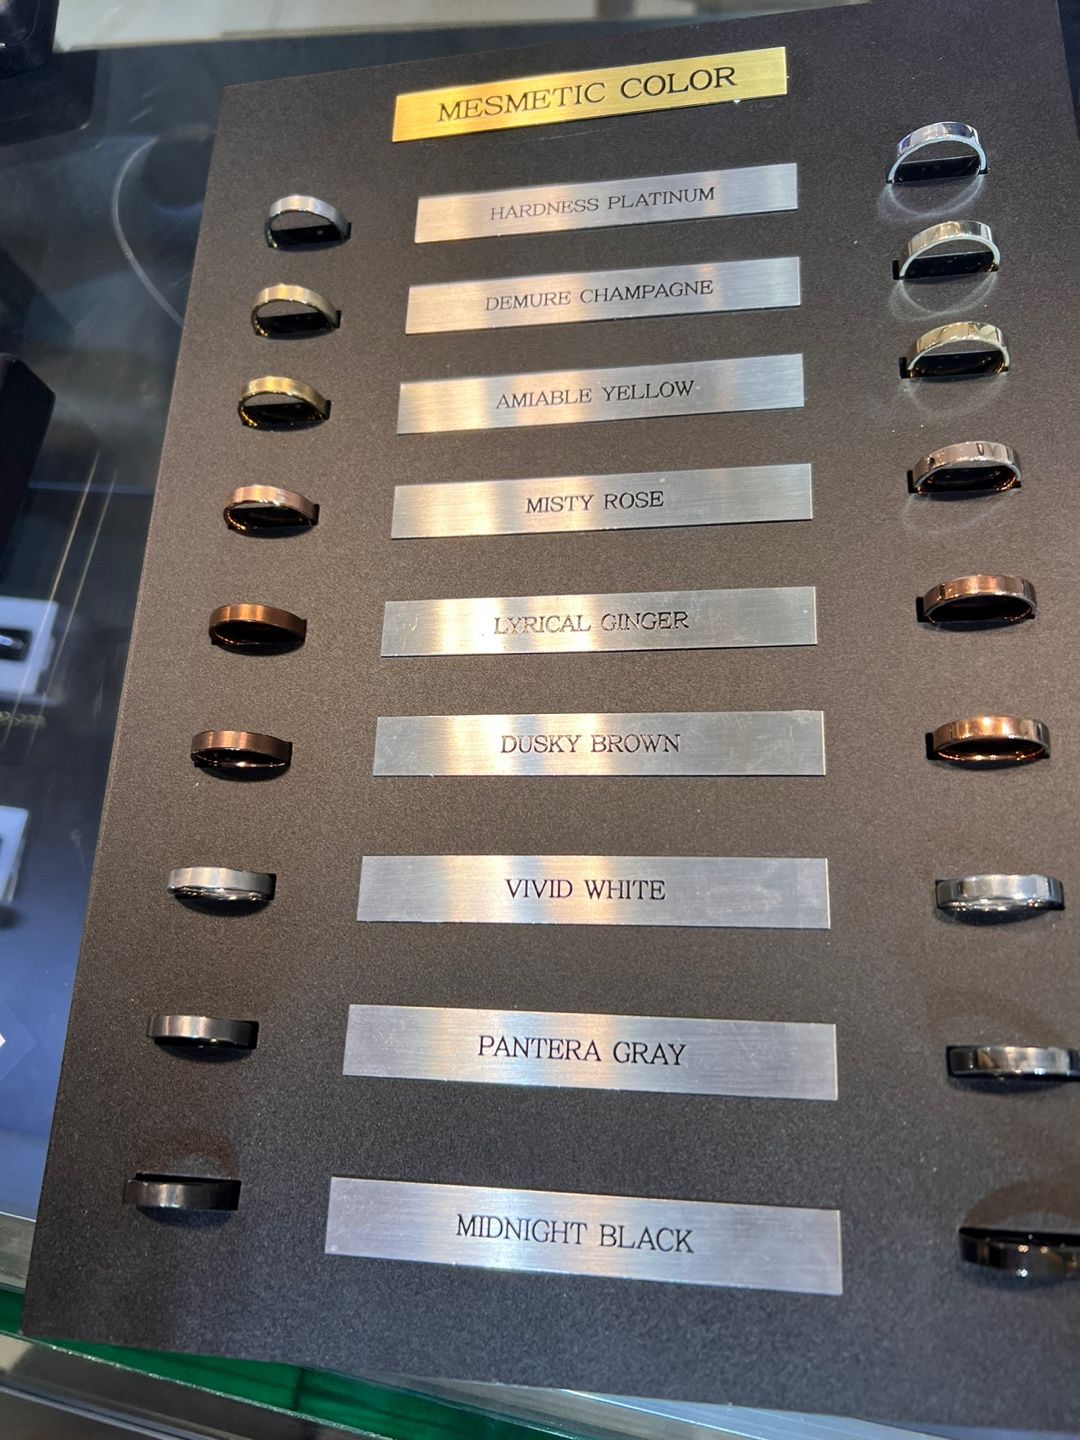 MESMETIC COLOR
HARDNESS PLATINUM
DEMURE CHAMPAGNE
AMIABLE YELLOW
MISTY ROSE
LYRICAL GINGER
DUSKY BROWN
VIVID WHITE
PANTERA GRAY
MIDNIGHT BLACK